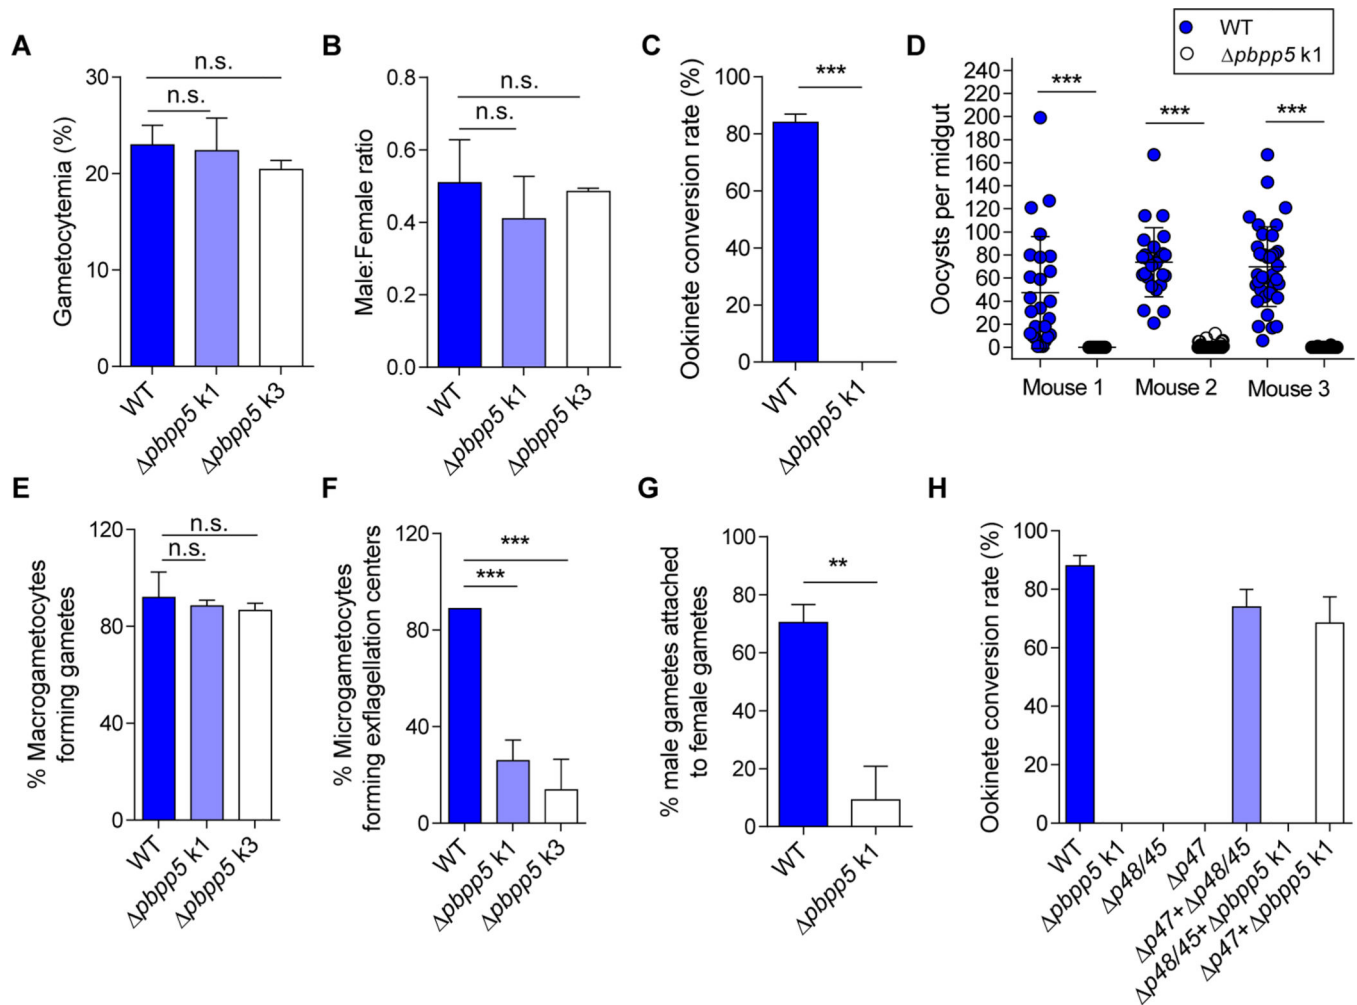 A
Gametocytemia (%)
30
20
10
0
n.s.
n.s.
WT
Δpbpp5 k1
Δpbpp5 k3
B
Male:Female ratio
0.8
0.6
0.4
0.2
0.0
n.s.
n.s.
WT
Δpbpp5 k1
Δpbpp5 k3
C
Ookinete conversion rate (%)
100
80
60
40
20
0
***
WT
Δpbpp5 k1
D
WT
Δpbpp5 k1
Oocysts per midgut
240
220
200
180
160
140
120
100
80
60
40
20
0
***
***
***
Mouse 1
Mouse 2
Mouse 3
E
% Macrogametocytes
forming gametes
120
80
40
0
n.s.
n.s.
WT
Δpbpp5 k1
Δpbpp5 k3
F
% Microgametocytes
forming exflagellation centers
120
80
40
0
***
***
WT
Δpbpp5 k1
Δpbpp5 k3
G
% male gametes attached
to female gametes
100
80
60
40
20
0
**
WT
Δpbpp5 k1
H
Ookinete conversion rate (%)
100
80
60
40
20
0
WT
Δpbpp5 k1
Δp48/45
Δp47
Δp47+Δp48/45
Δp48/45+Δpbpp5 k1
Δp47+Δpbpp5 k1